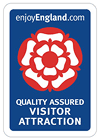 enjoyEngland.com
QUALITY ASSURED
VISITOR
ATTRACTION